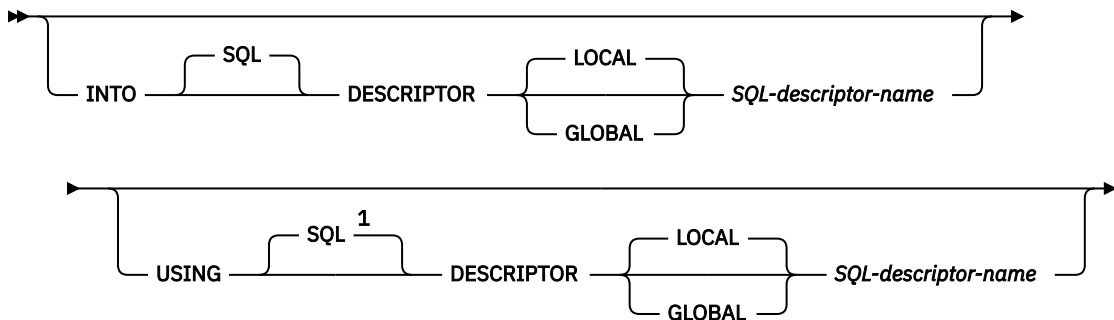 SQL LOCAL
INTO DESCRIPTOR SQL-descriptor-name
GLOBAL
SQL 1 LOCAL
USING DESCRIPTOR SQL-descriptor-name
GLOBAL